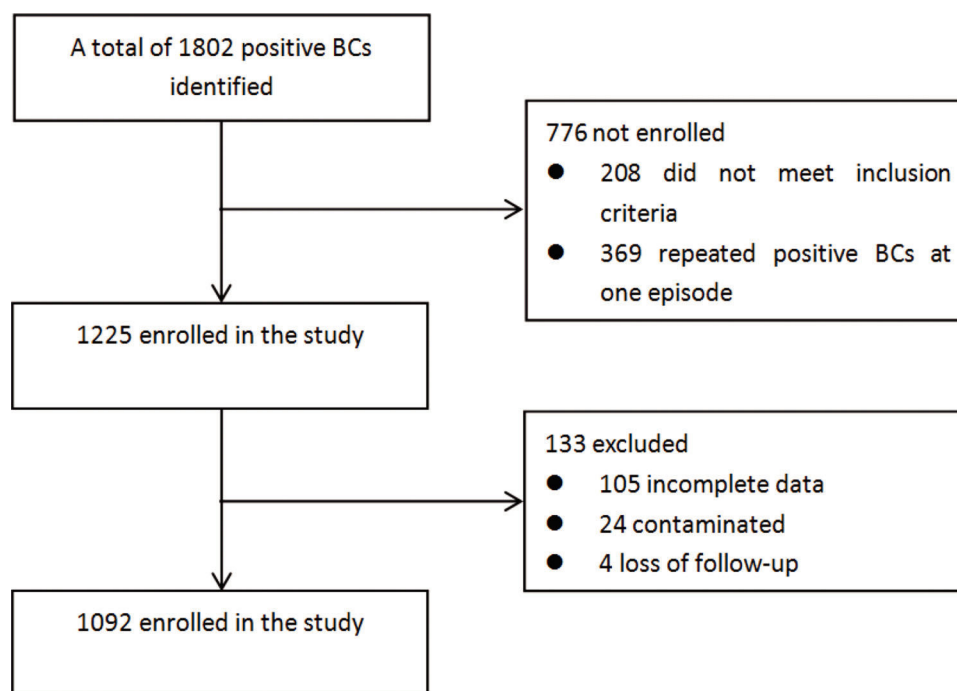 A total of 1802 positive BCs
identified
776 not enrolled
● 208 did not meet inclusion
criteria
● 369 repeated positive BCs at
one episode
1225 enrolled in the study
133 excluded
● 105 incomplete data
● 24 contaminated
● 4 loss of follow-up
1092 enrolled in the study